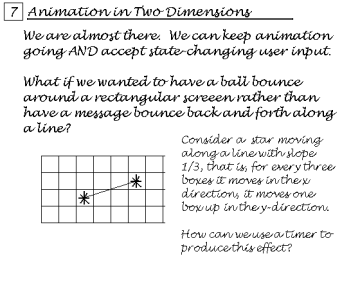 7 Animation in Two Dimensions
We are almost there. We can keep animation
going AND accept state-changing user input.
What if we wanted to have a ball bounce
around a rectangular screeen rather than
have a message bounce back and forth along
a line?
Consider a star moving
along a line with slope
1/3, that is, for every three
boxes it moves in the x
direction, it moves one
box up in the y-direction.
How can we use a timer to
produce this effect?